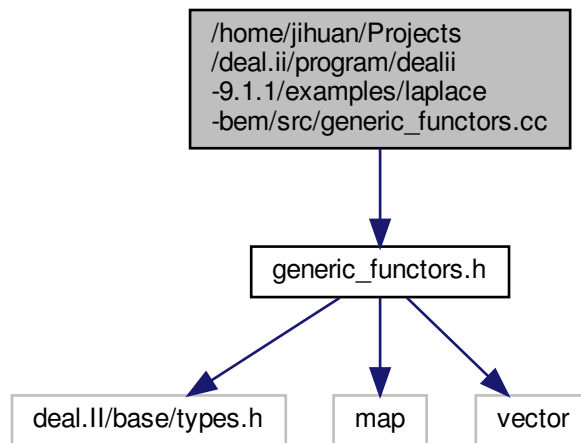 /home/jihuan/Projects
/deal.ii/program/dealii
-9.1.1/examples/laplace
-bem/src/generic_functors.cc
generic_functors.h
deal.II/base/types.h
map
vector